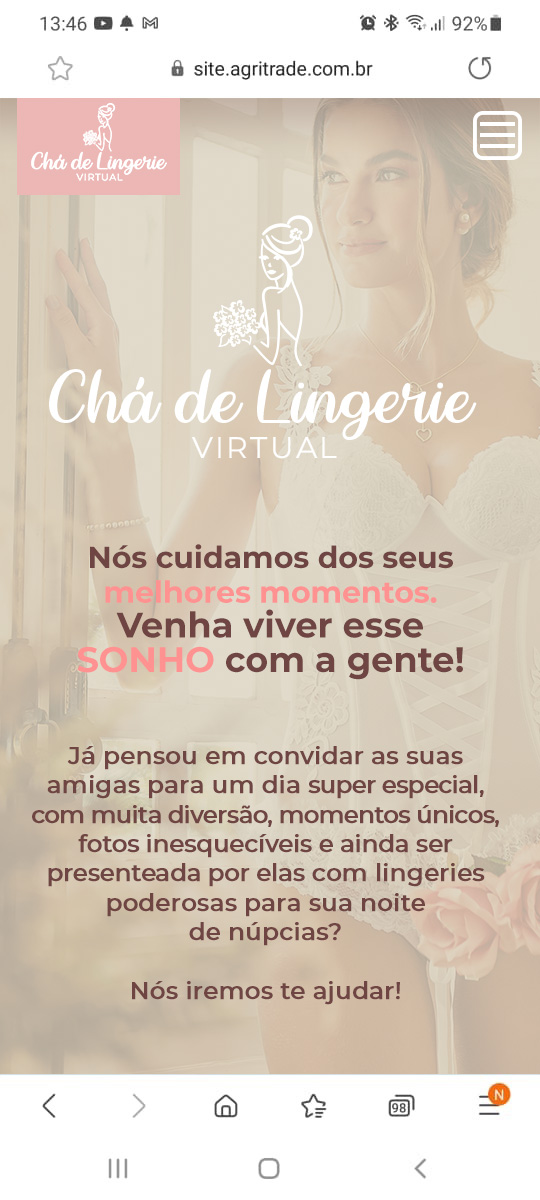 13:46
92%
site.agritrade.com.br
Chá de Lingerie
VIRTUAL
Chá de Lingerie
VIRTUAL
Nós cuidamos dos seus
melhores momentos.
Venha viver esse
SONHO com a gente!
Já pensou em convidar as suas
amigas para um dia super especial,
com muita diversão, momentos únicos,
fotos inesquecíveis e ainda ser
presenteada por elas com lingeries
poderosas para sua noite
de núpcias?
Nós iremos te ajudar!
98
N